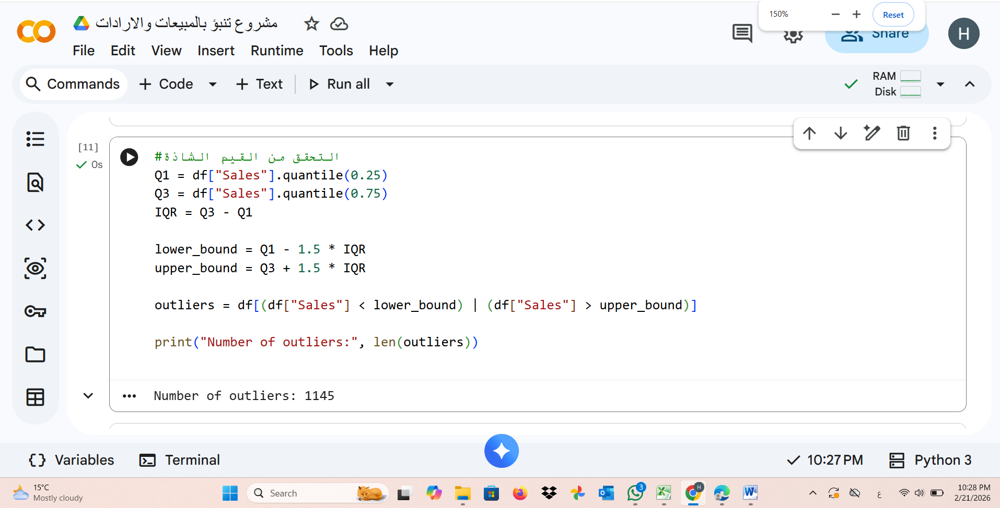 مشروع تنبؤ بالمبيعات والارادات
150%
Reset
Share
H
File Edit View Insert Runtime Tools Help
Commands + Code + Text Run all
RAM
Disk
[11]
0s
#التحقق من القيم الشاذة
Q1 = df["Sales"].quantile(0.25)
Q3 = df["Sales"].quantile(0.75)
IQR = Q3 - Q1
lower_bound = Q1 - 1.5 * IQR
upper_bound = Q3 + 1.5 * IQR
outliers = df[(df["Sales"] < lower_bound) | (df["Sales"] > upper_bound)]
print("Number of outliers:", len(outliers))
Number of outliers: 1145
Variables Terminal 10:27 PM Python 3
15°C
Mostly cloudy
Search
3
H
ع
10:28 PM
2/21/2026